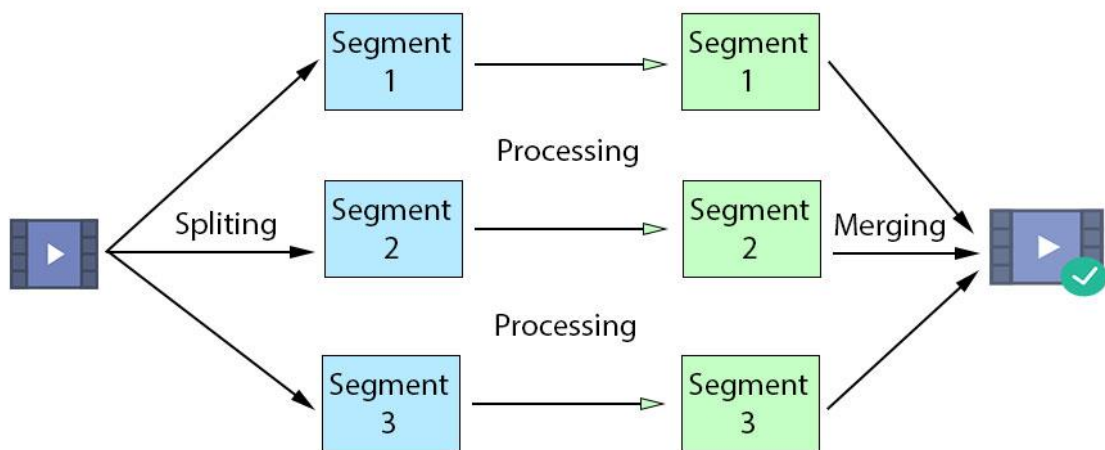 Segment
1
Segment
1
Processing
Spliting
Segment
2
Segment
2
Merging
Processing
Segment
3
Segment
3